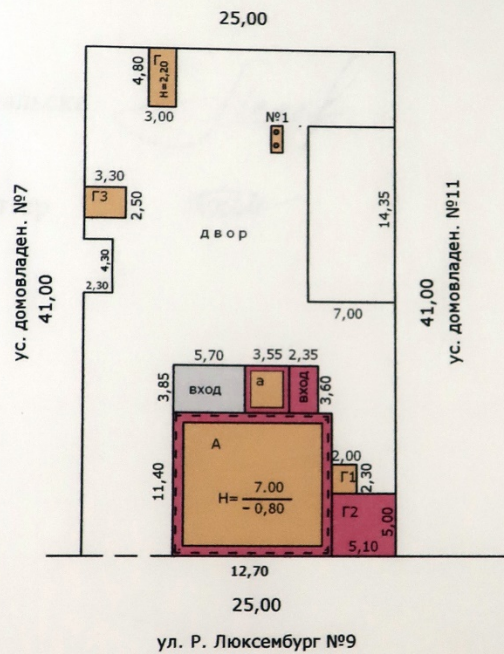 25,00
4,80
Г
Н=2,20
3,00
№1
3,30
Г3
2,50
ус. домовладен. №7
41,00
двор
14,35
7,00
4,30
2,30
ус. домовладен. №11
41,00
5,70
3,55
2,35
3,85
вход
а
вход
3,60
А
11,40
Н= 7.00
- 0,80
2,00
Г1
2,30
Г2
5,00
5,10
12,70
25,00
ул. Р. Люксембург №9